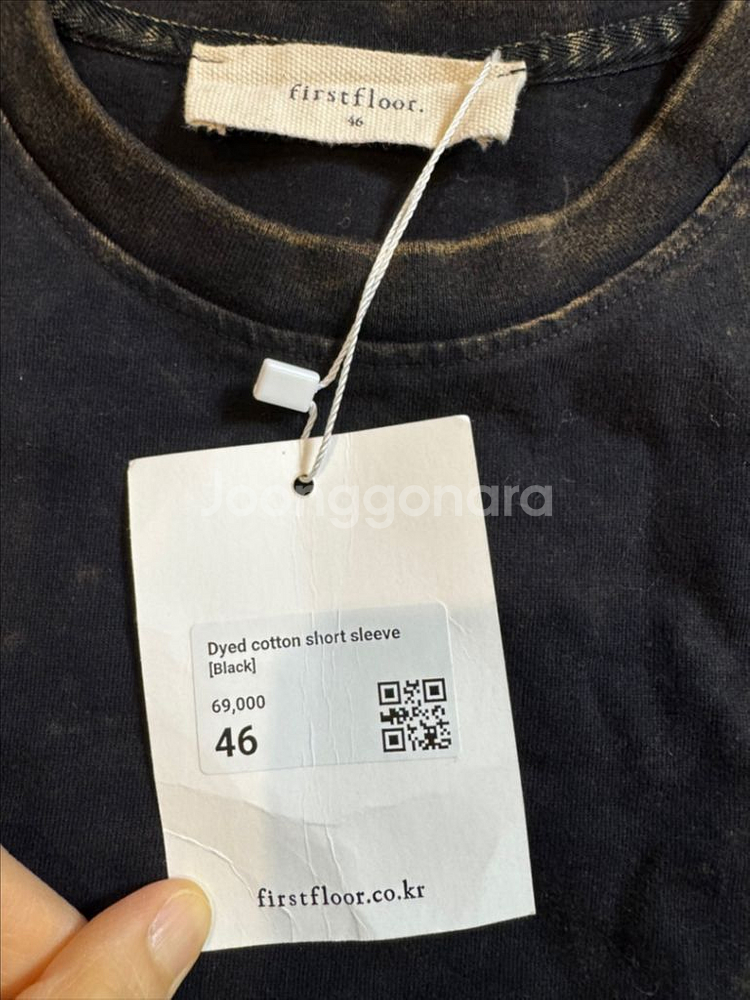 firstfloor.
46
Joonggonara
Dyed cotton short sleeve
[Black]
69,000
46
firstfloor.co.kr